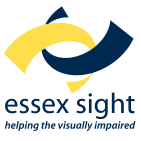 essex sight
helping the visually impaired